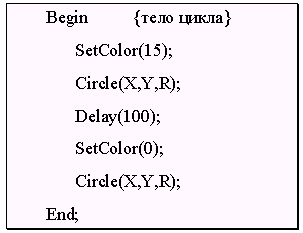 Begin {тело цикла}
SetColor(15);
Circle(X,Y,R);
Delay(100);
SetColor(0);
Circle(X,Y,R);
End;